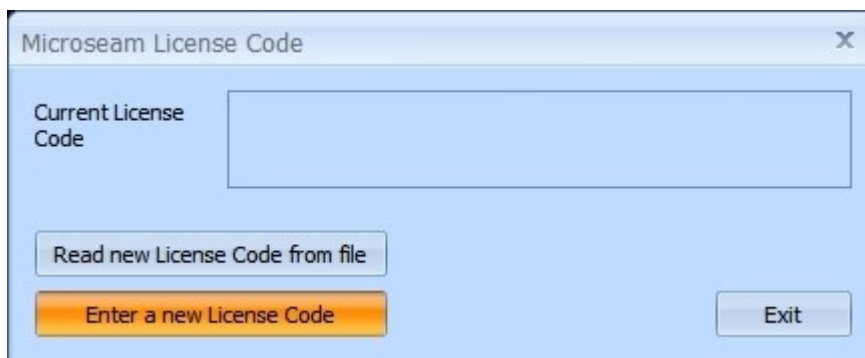 Microseam License Code
Current License
Code
Read new License Code from file
Enter a new License Code
Exit